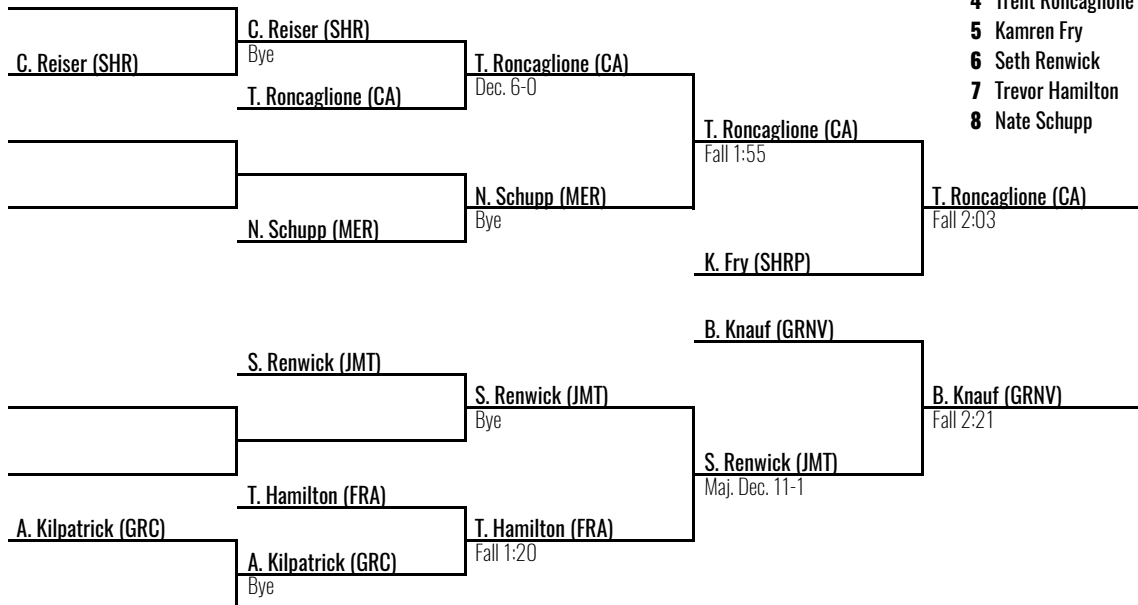 4 Trent Roncaglione
5 Kamren Fry
6 Seth Renwick
7 Trevor Hamilton
8 Nate Schupp
C. Reiser (SHR)
C. Reiser (SHR)
Bye
T. Roncaglione (CA)
T. Roncaglione (CA)
Dec. 6-0
T. Roncaglione (CA)
Fall 1:55
N. Schupp (MER)
N. Schupp (MER)
Bye
T. Roncaglione (CA)
Fall 2:03
K. Fry (SHRP)
B. Knauf (GRNV)
S. Renwick (JMT)
S. Renwick (JMT)
Bye
B. Knauf (GRNV)
Fall 2:21
S. Renwick (JMT)
Maj. Dec. 11-1
T. Hamilton (FRA)
A. Kilpatrick (GRC)
T. Hamilton (FRA)
Fall 1:20
A. Kilpatrick (GRC)
Bye